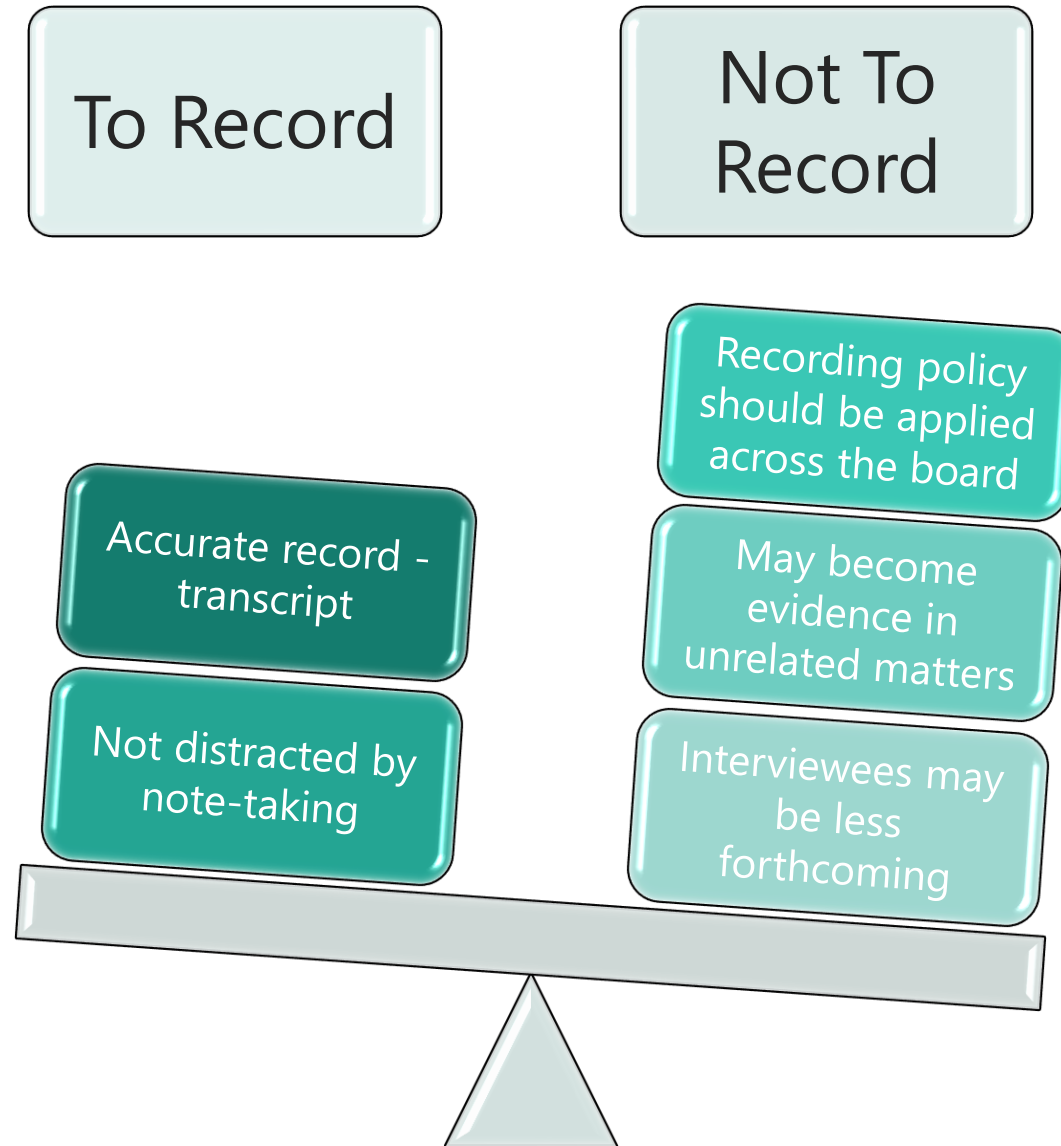 To Record
Not To
Record
Accurate record -
transcript
Not distracted by
note-taking
Recording policy
should be applied
across the board
May become
evidence in
unrelated matters
Interviewees may
be less
forthcoming